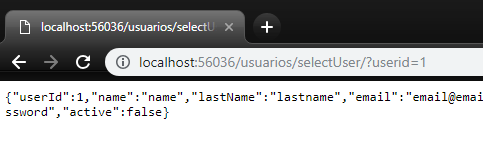 localhost:56036/usuarios/selectU
localhost:56036/usuarios/selectUser/?userid=1
{"userId":1,"name":"name","lastName":"lastname","email":"email@emai
ssword","active":false}